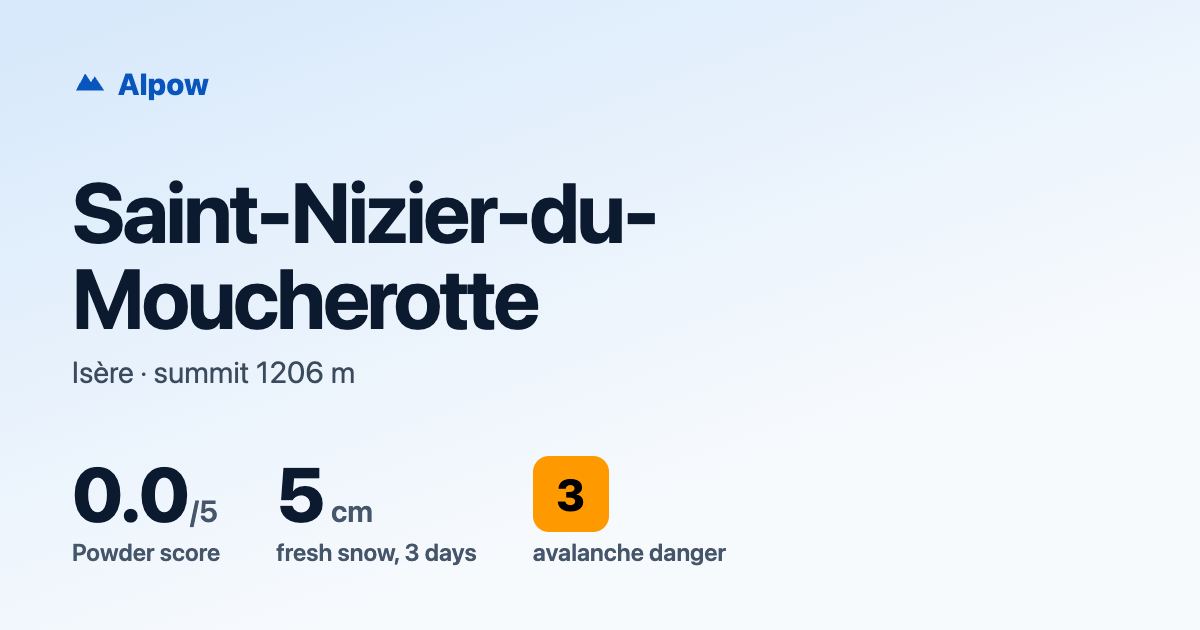 Alpow
Saint-Nizier-du-
Moucherotte
Isère · summit 1206 m
0.0/5
5 cm
3
Powder score
fresh snow, 3 days
avalanche danger